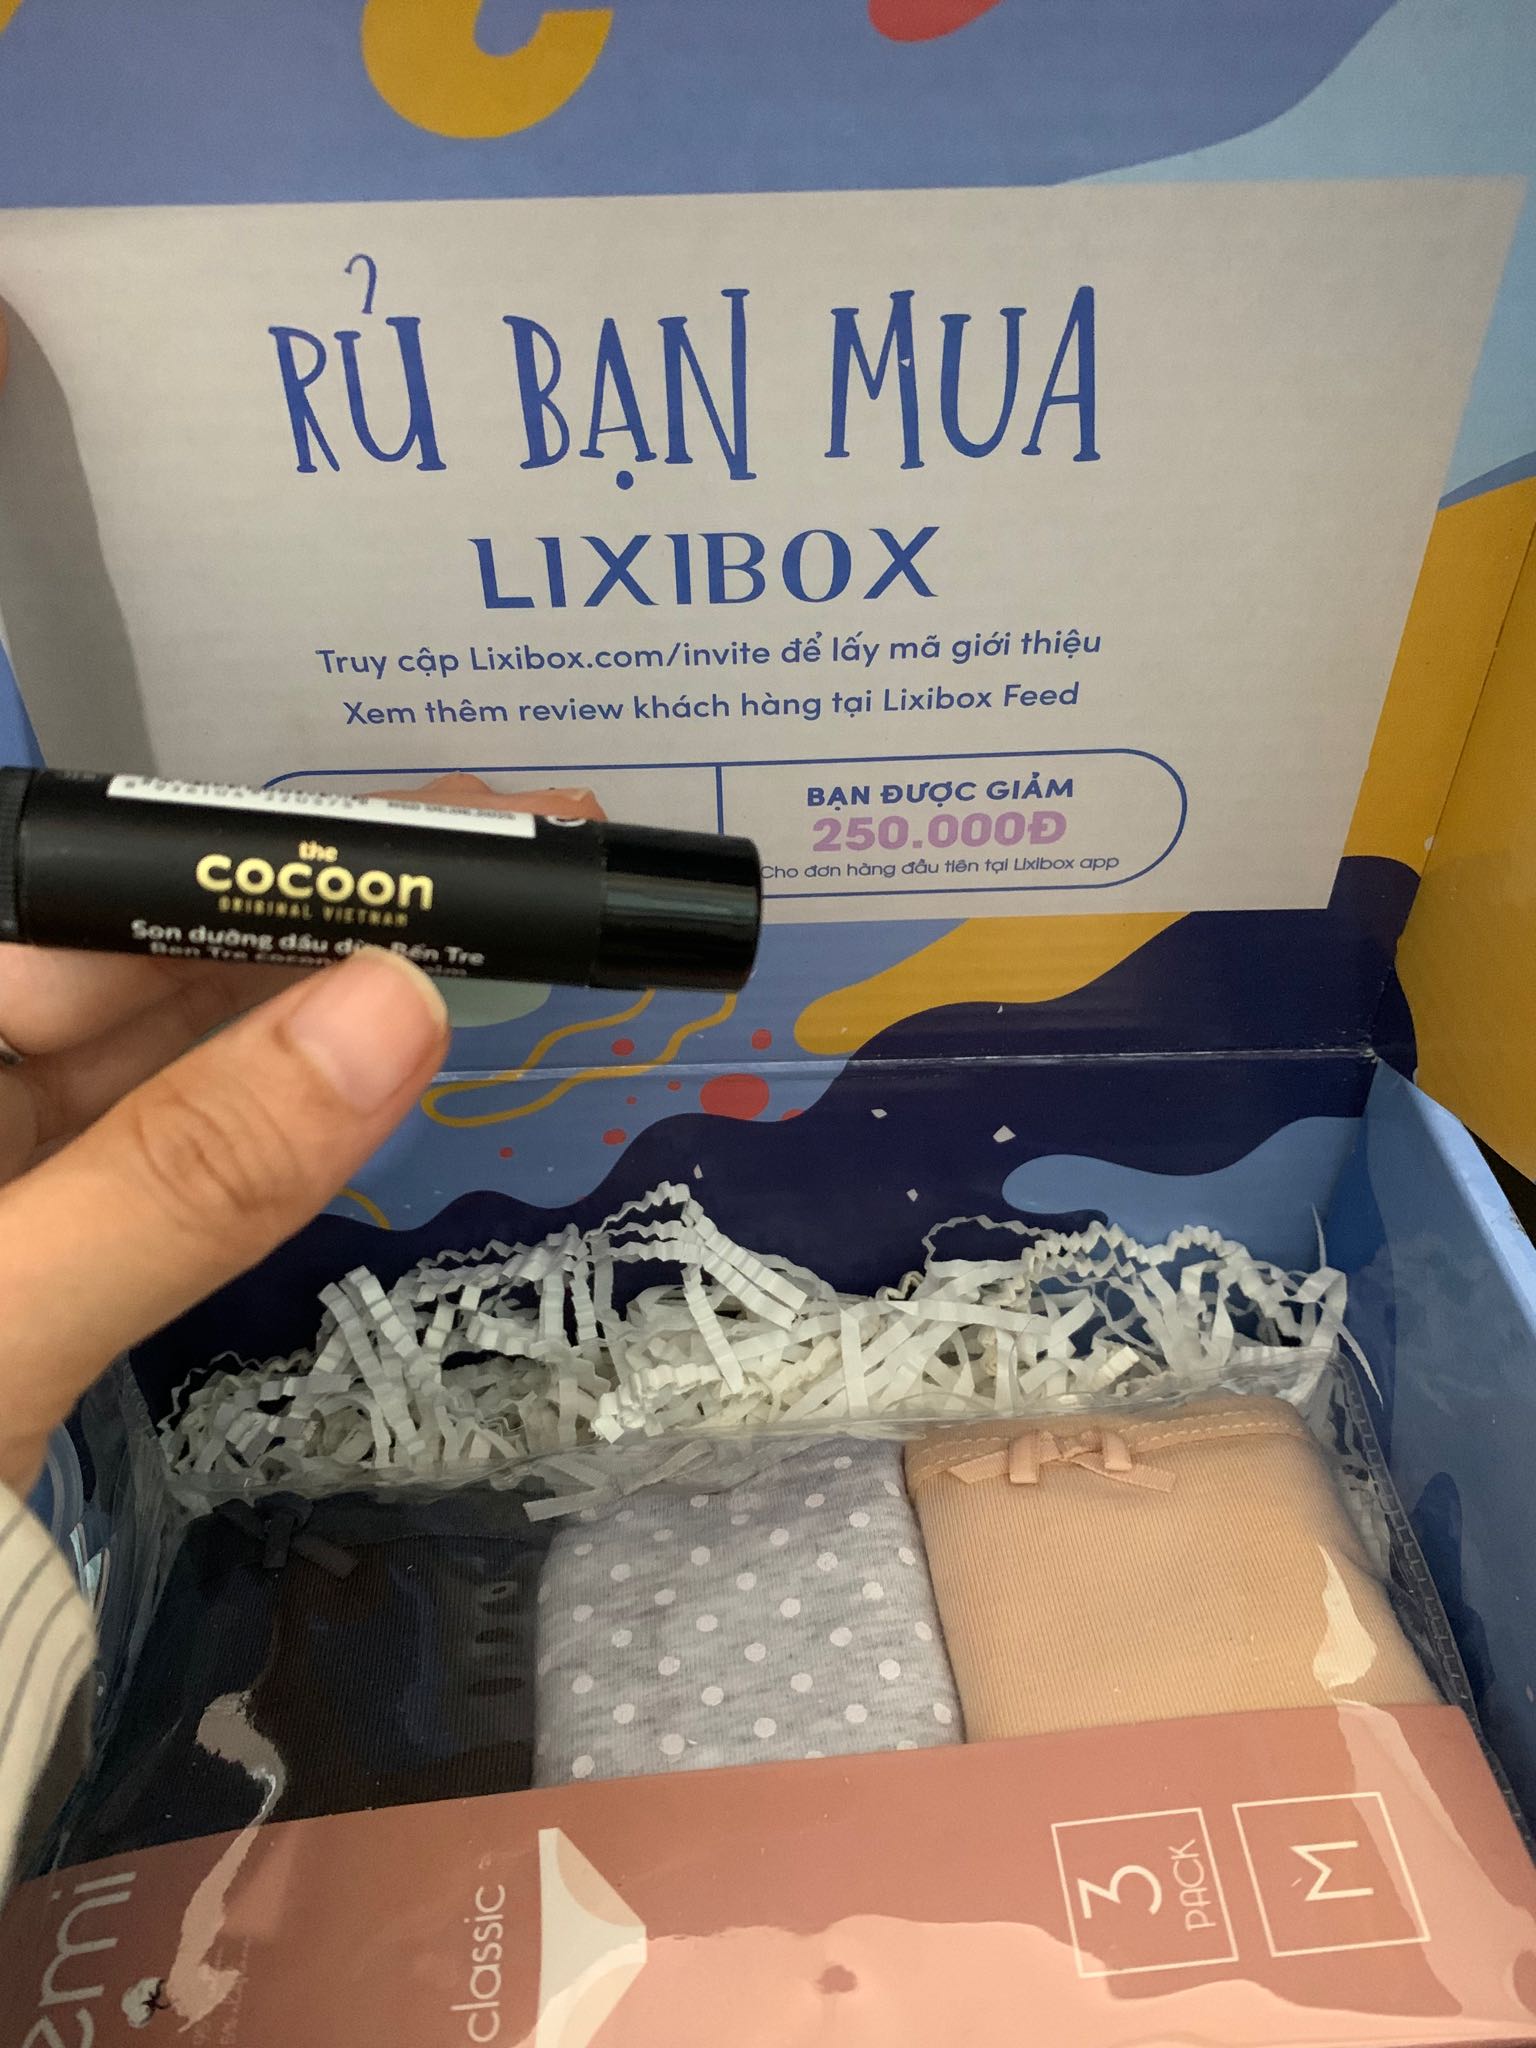 RỦ BẠN MUA
LIXIBOX
Truy cập Lixibox.com/invite để lấy mã giới thiệu
Xem thêm review khách hàng tại Lixibox Feed
BẠN ĐƯỢC GIẢM
250.000Đ
Cho đơn hàng đầu tiên tại Lixibox app
the
cocoon
ORIGINAL VIETNAM
Son dưỡng dầu dừa Bến Tre
Ben Tre
classic
3
PACK
M